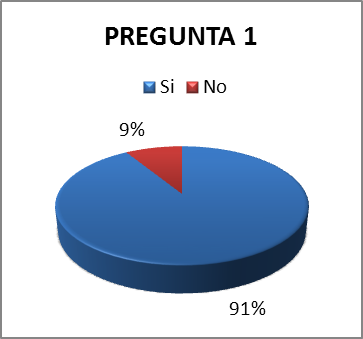 PREGUNTA 1
Si No
9%
91%